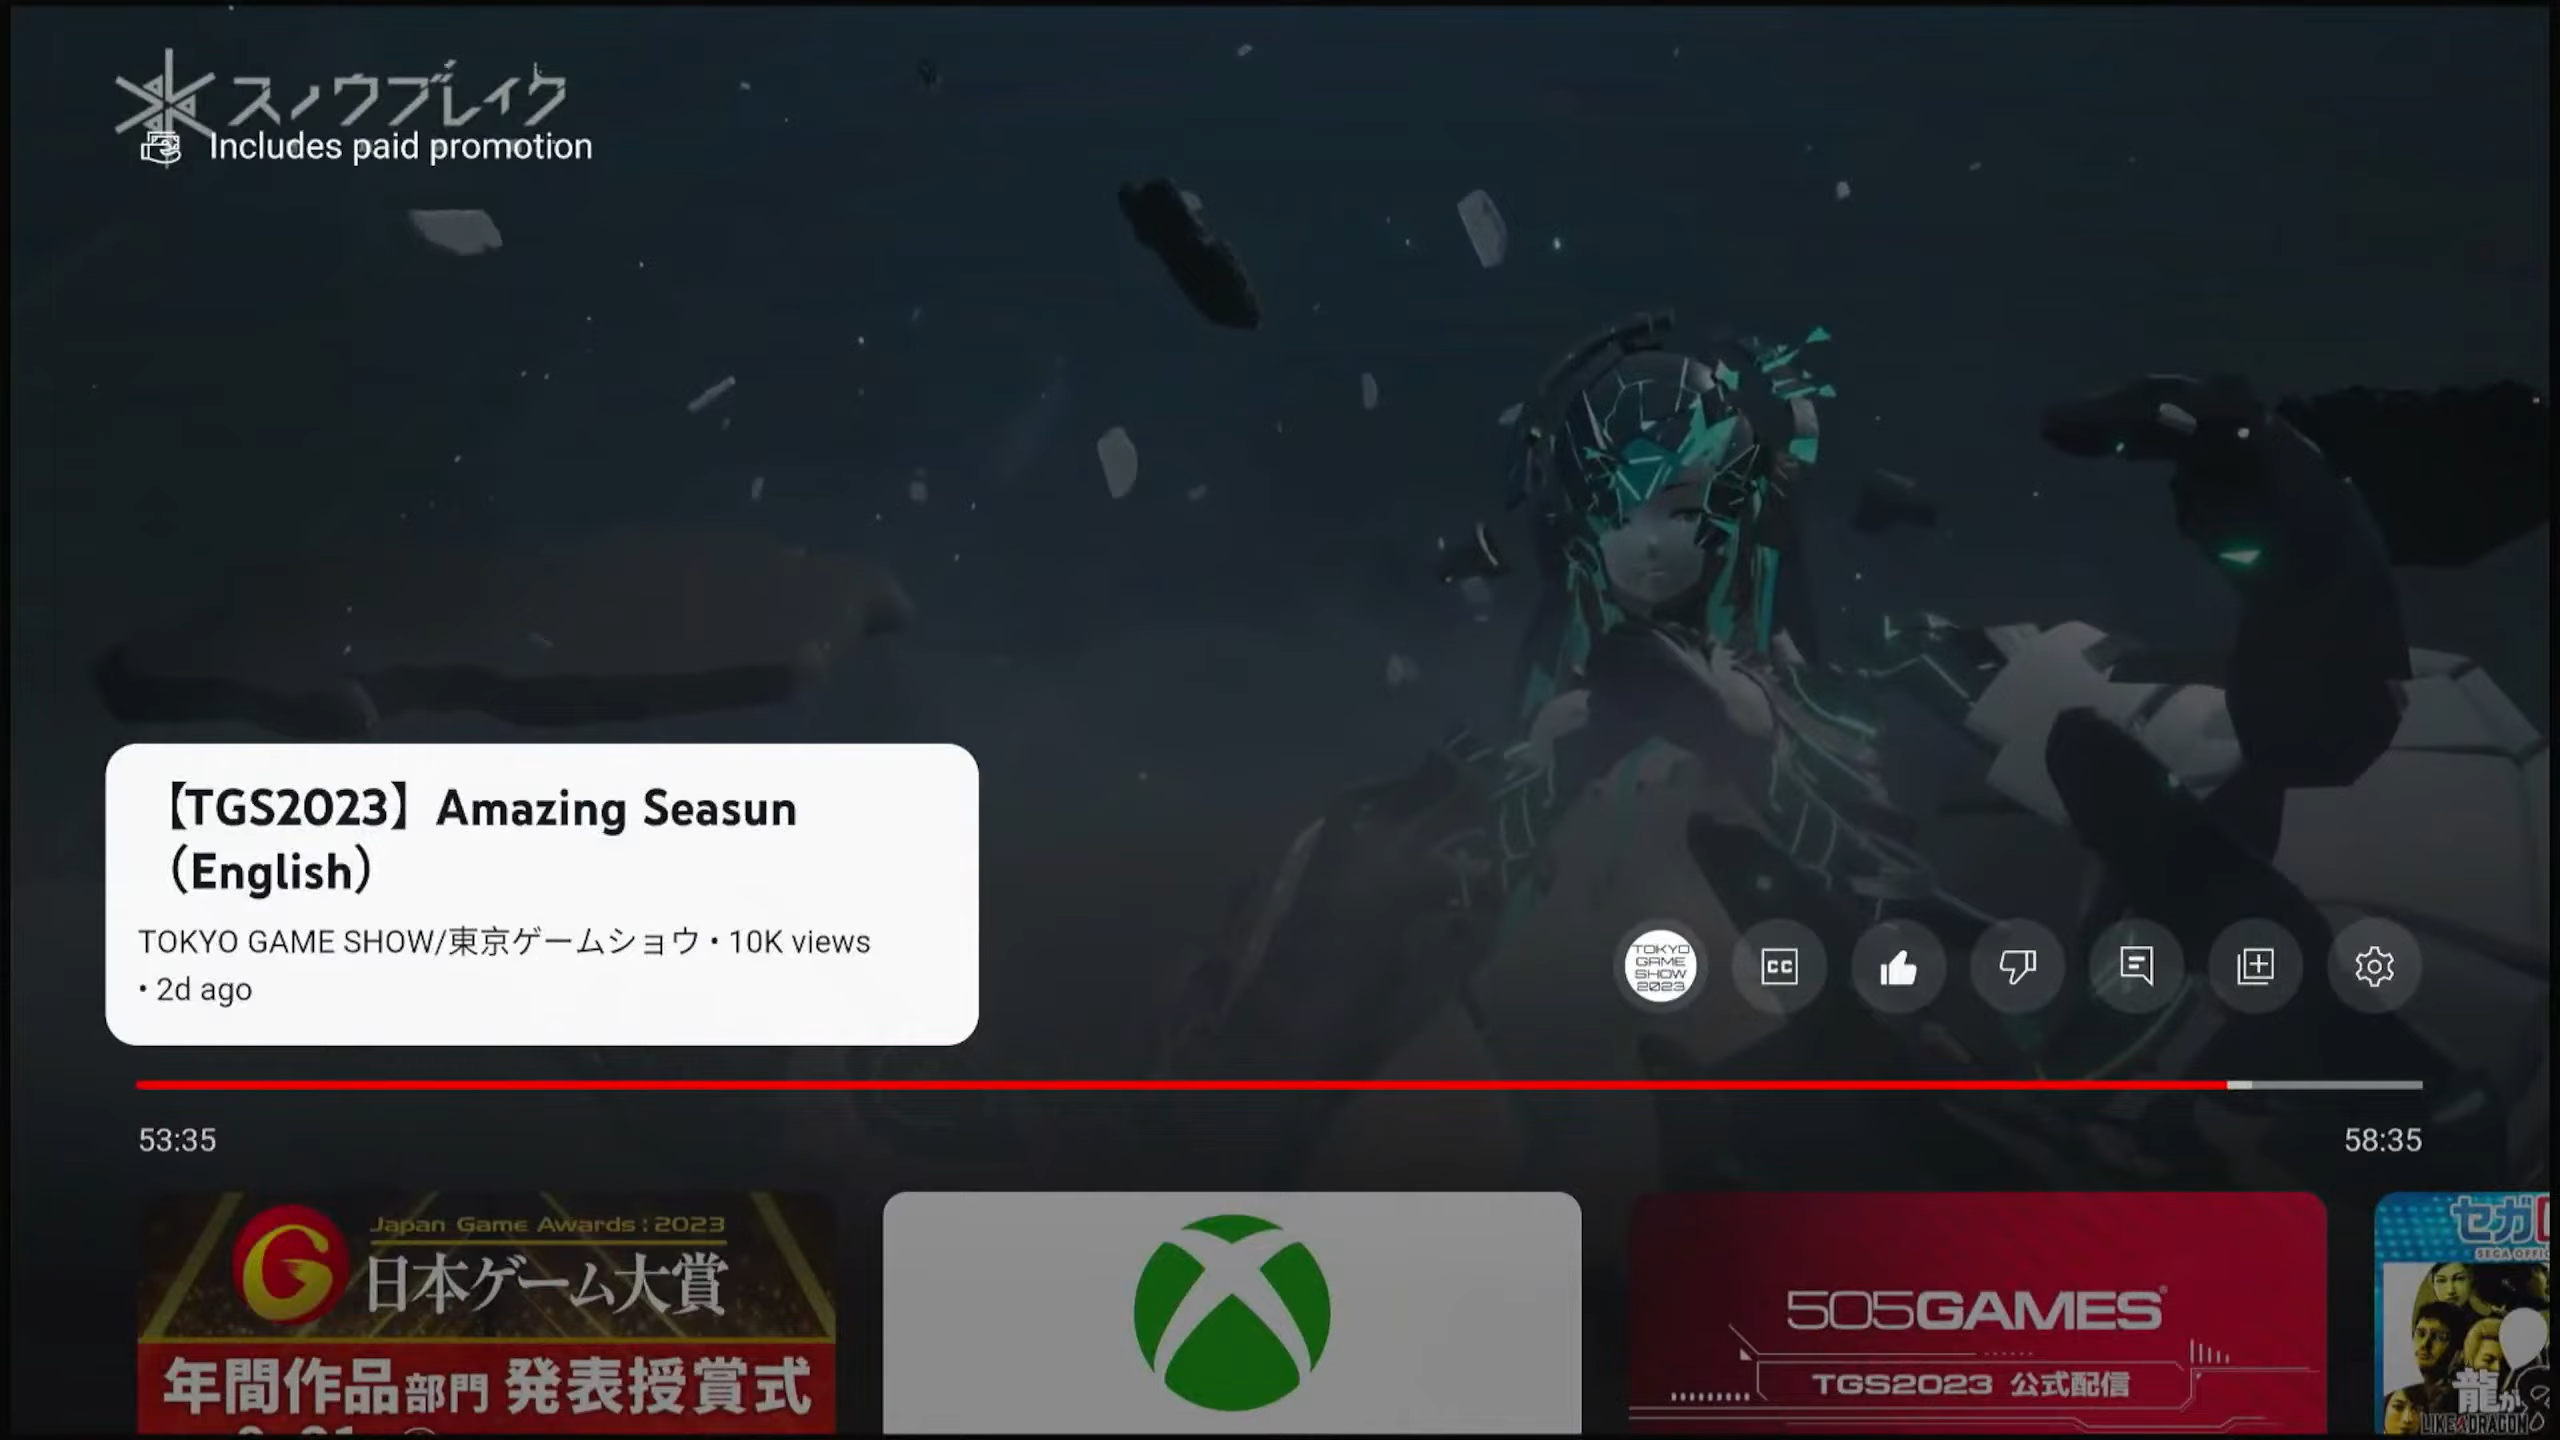 スノウブレイク
Includes paid promotion
【TGS2023】Amazing Seasun
（English）
TOKYO GAME SHOW/東京ゲームショウ • 10K views
• 2d ago
TOKYO
GAME
SHOW
2023
CC
53:35
58:35
Japan Game Awards : 2023
日本ゲーム大賞
年間作品部門 発表授賞式
505GAMES
TGS2023 公式配信
セガ
SEGA OFFIC
龍が
LIKE A DRAGON